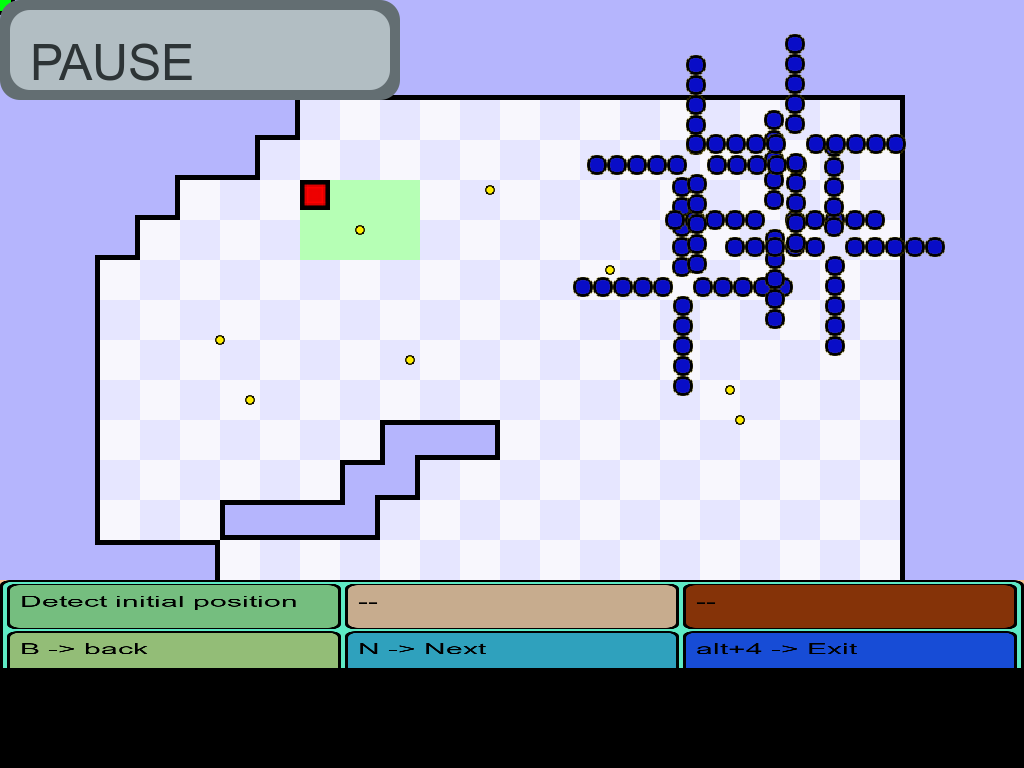 PAUSE
Detect initial position
--
--
B -> back
N -> Next
alt+4 -> Exit